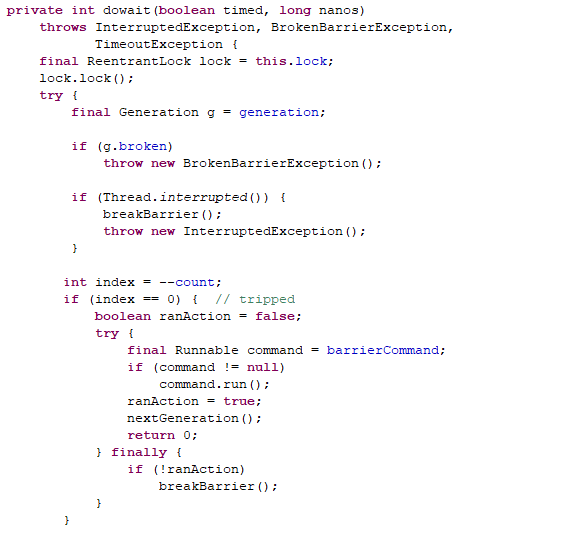 private int dowait(boolean timed, long nanos)
    throws InterruptedException, BrokenBarrierException,
           TimeoutException {
    final ReentrantLock lock = this.lock;
    lock.lock();
    try {
        final Generation g = generation;

        if (g.broken)
            throw new BrokenBarrierException();

        if (Thread.interrupted()) {
            breakBarrier();
            throw new InterruptedException();
        }

       int index = --count;
       if (index == 0) {  // tripped
           boolean ranAction = false;
           try {
               final Runnable command = barrierCommand;
               if (command != null)
                   command.run();
               ranAction = true;
               nextGeneration();
               return 0;
           } finally {
               if (!ranAction)
                   breakBarrier();
           }
       }